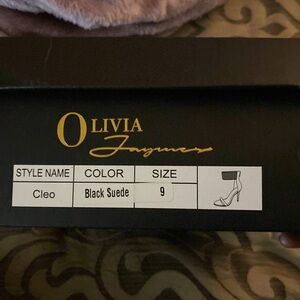 OLIVIA
Jaymes
STYLE NAME COLOR SIZE
Cleo Black Suede 9